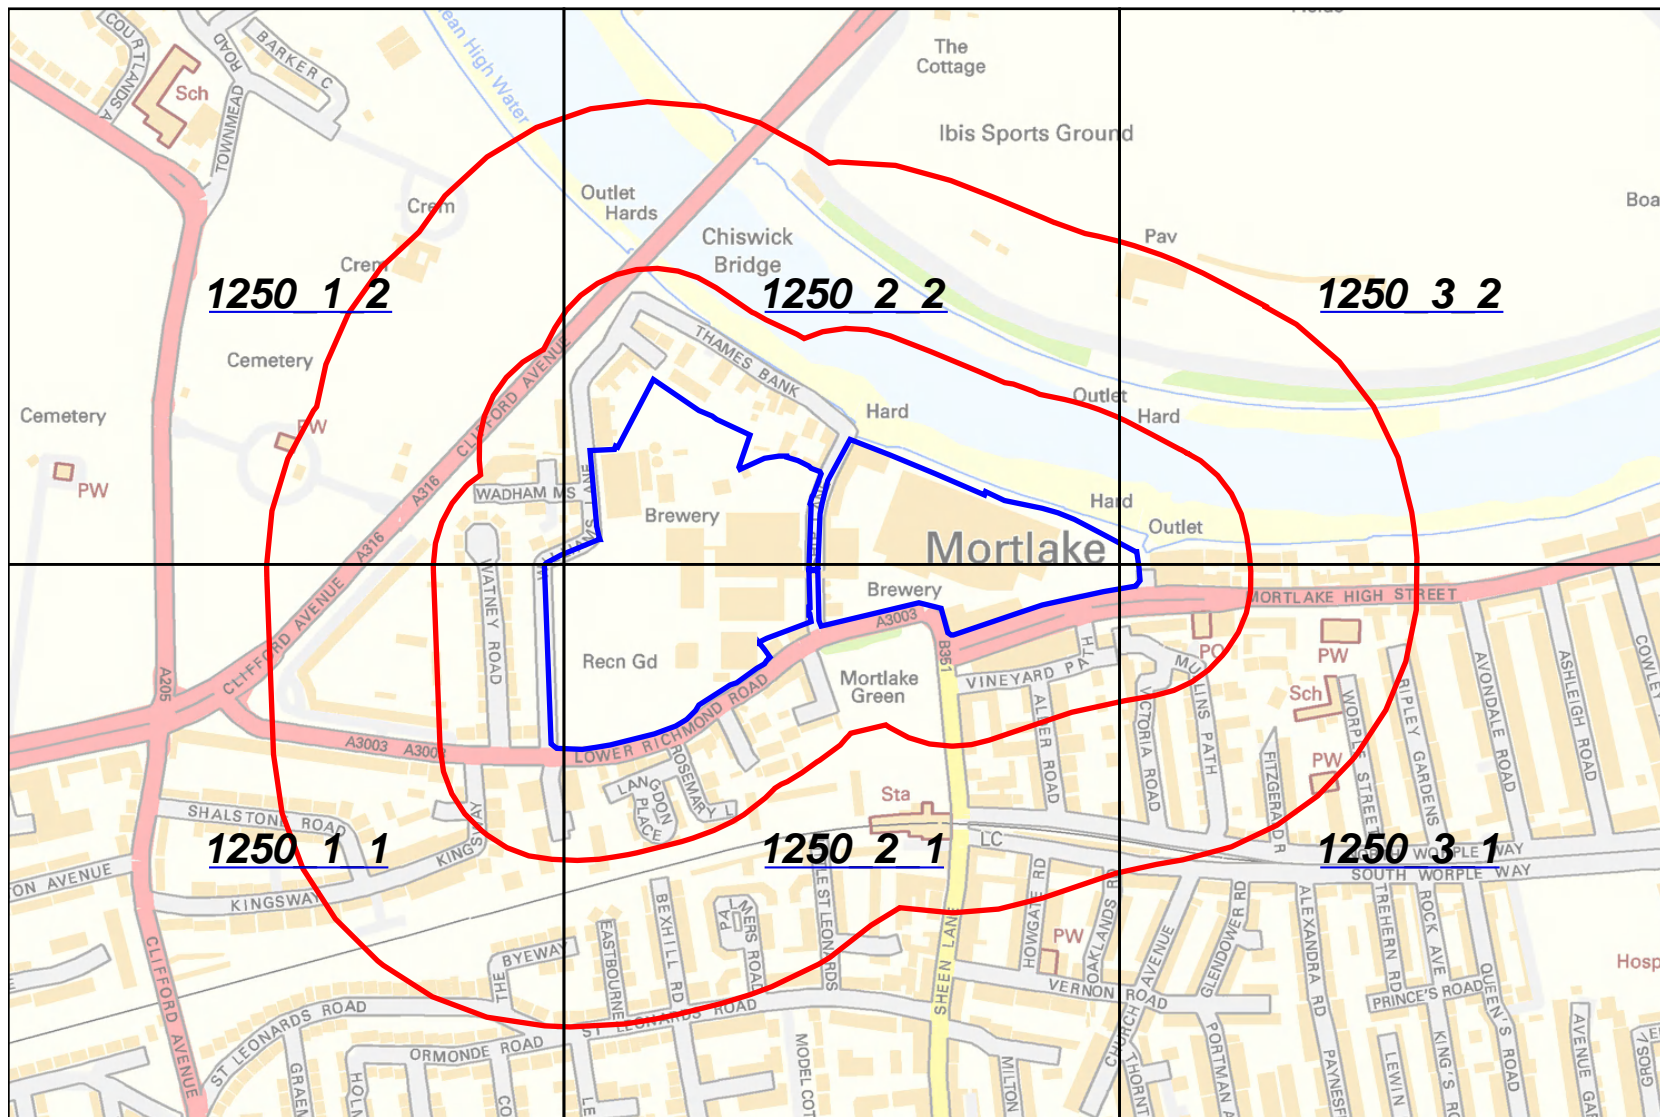 COURTLANDS A
ROAD
BARKER C
Sch
TOWNMEAD
ean High Water
The
Cottage
Ibis Sports Ground
Crem
Crem
Outlet
Hards
Chiswick
Bridge
Pav
Boa
1250_1_2
1250_2_2
1250_3_2
Cemetery
Cemetery
PW
PW
CLIFFORD AVENUE
A316
A316
THAMES BANK
Hard
Outlet
Hard
WADHAM MS
Brewery
Hard
Outlet
Mortlake
Brewery
A3003
MORTLAKE HIGH STREET
WATNEY ROAD
CLIFFORD AVENUE
A205
Recn Gd
Mortlake
Green
B351
VINEYARD PATH
PO
PW
Sch
PW
MULLINS PATH
VICTORIA ROAD
ALDER ROAD
FITZGERALD R
WORPLE STREET
RIPLEY GARDENS
AVONDALE ROAD
ASHLEIGH ROAD
COWLEY
A3003
A3003
LOWER RICHMOND ROAD
LANGDON
PLACE
ROSEMARY L
SHALSTONE ROAD
KINGSWAY
KINGSWAY
ON AVENUE
Sta
LC
1250_1_1
1250_2_1
1250_3_1
NORTH WORPLE WAY
SOUTH WORPLE WAY
CLIFFORD AVENUE
THE
BYEWAY
EASTBOURNE
BEXHILL RD
PALMERS ROAD
LE ST LEONARDS
SHEEN LANE
HOWGATE RD
OAKLANDS R
PW
VERNON ROAD
CHURCH AVENUE
GLENDOWER RD
ALEXANDRA RD
TREHERN RD
ROCK AVE
PRINCE'S ROAD
QUEEN'S ROAD
Hosp
ST LEONARDS ROAD
ST LEONARDS ROAD
ORMONDE ROAD
GRAEM
HOLM
CO
LE
MODEL COT
MILTON
THORNT
PORTMAN A
PAYNESF
LEWIN
KING'S R
AVENUE GA